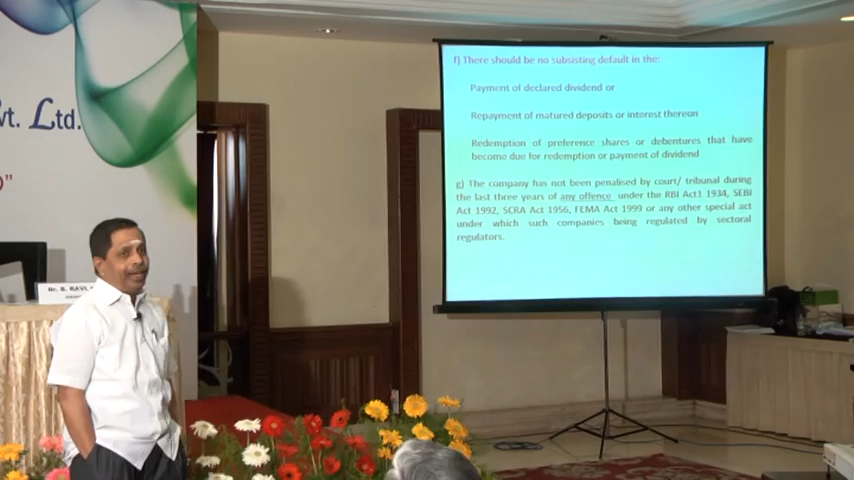 vt. Ltd.
f) There should be no subsisting default in the:
Payment of declared dividend or
Repayment of matured deposits or interest thereon
Redemption of preference shares or debentures that have
become due for redemption or payment of dividend
g) The company has not been penalised by court/ tribunal during
the last three years of any offence under the RBI Act1 1934, SEBI
Act 1992, SCRA Act 1956, FEMA Act 1999 or any other special act
under which such companies being regulated by sectoral
regulators.
Dr. B. RAVI